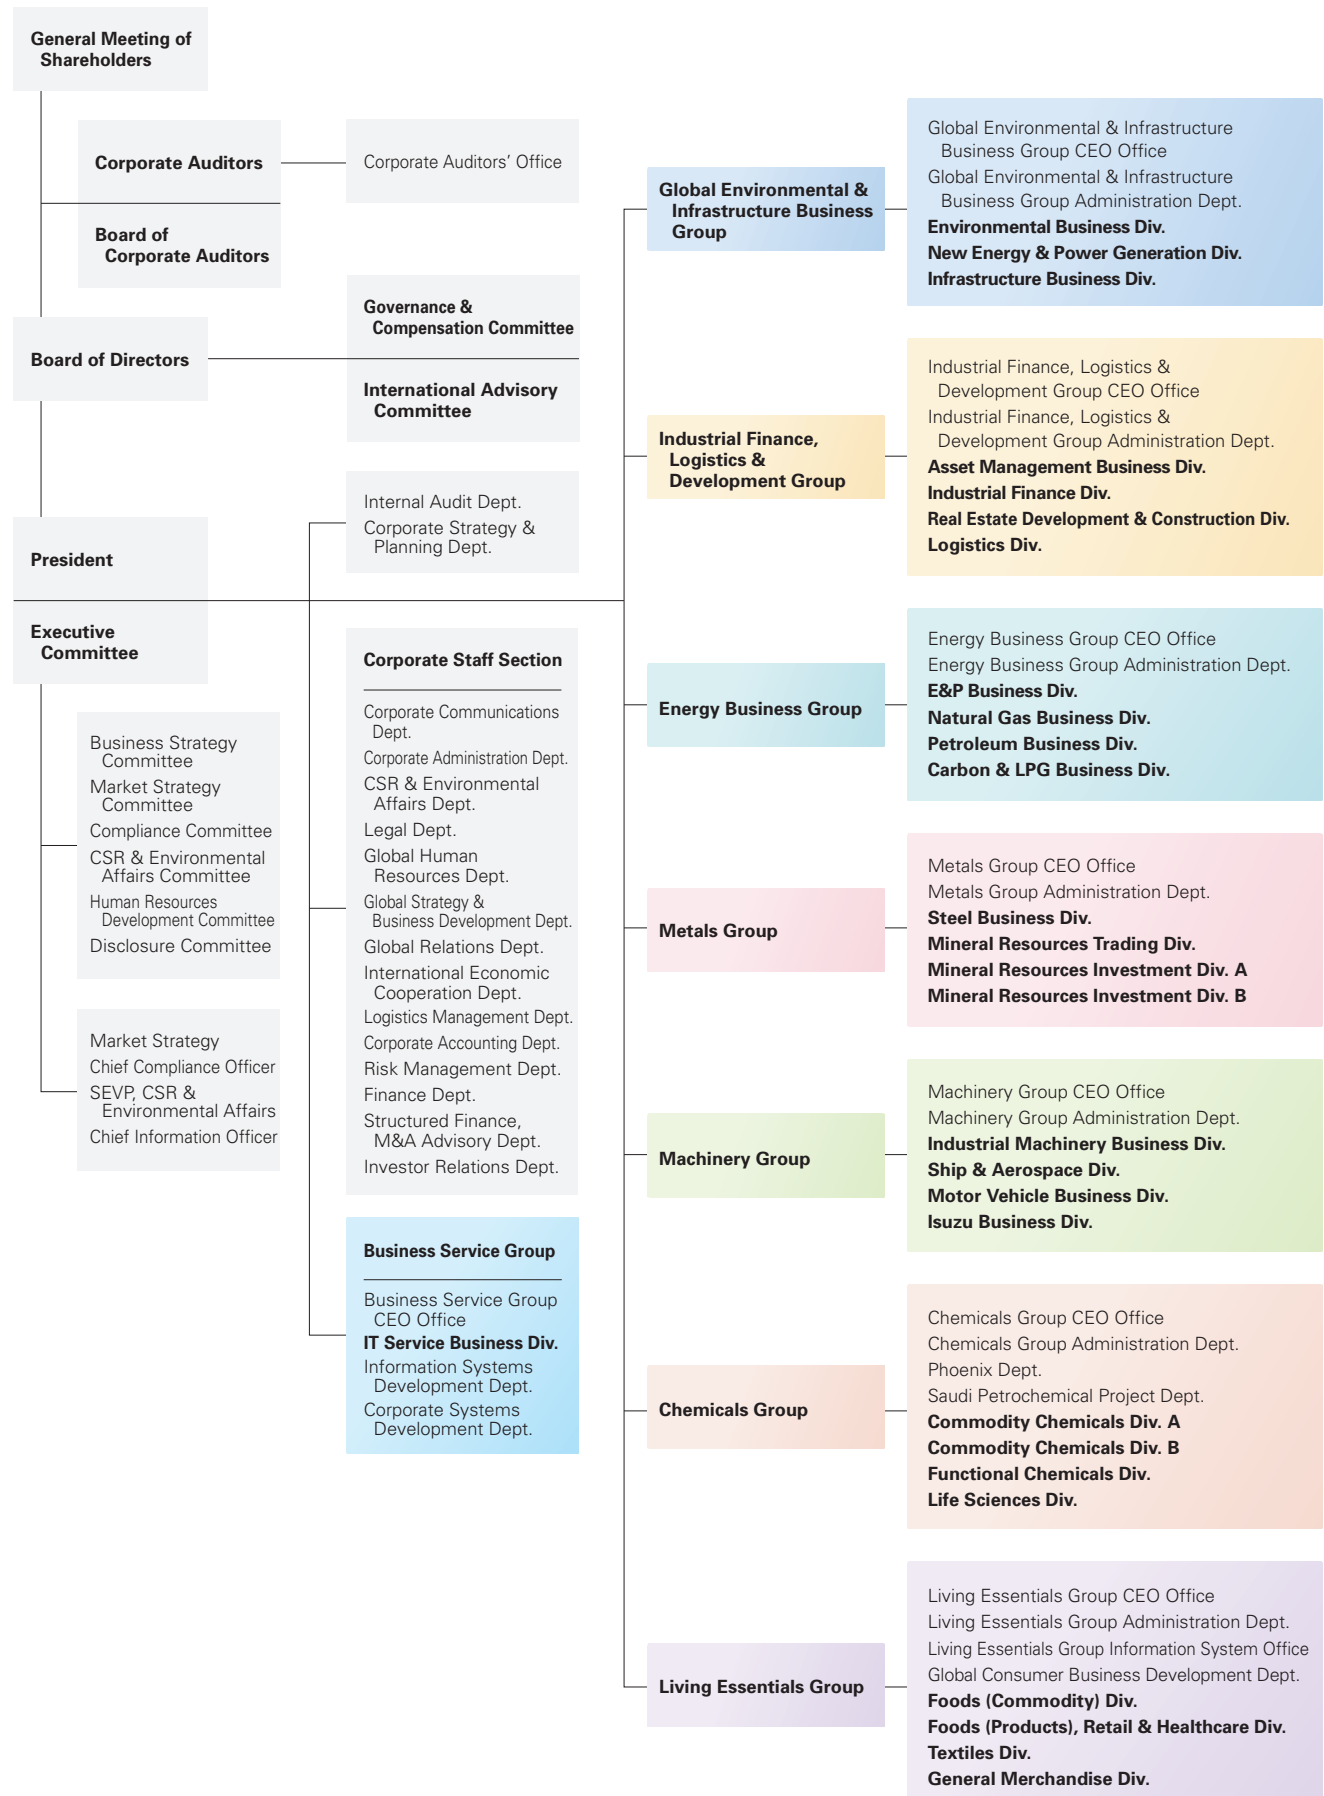 General Meeting of
Shareholders
Corporate Auditors
Corporate Auditors' Office
Board of
Corporate Auditors
Governance &
Compensation Committee
Board of Directors
International Advisory
Committee
Internal Audit Dept.
Corporate Strategy &
Planning Dept.
President
Executive
Committee
Business Strategy
Committee
Market Strategy
Committee
Compliance Committee
CSR & Environmental
Affairs Committee
Human Resources
Development Committee
Disclosure Committee
Market Strategy
Chief Compliance Officer
SEVP, CSR &
Environmental Affairs
Chief Information Officer
Corporate Staff Section
Corporate Communications
Dept.
Corporate Administration Dept.
CSR & Environmental
Affairs Dept.
Legal Dept.
Global Human
Resources Dept.
Global Strategy &
Business Development Dept.
Global Relations Dept.
International Economic
Cooperation Dept.
Logistics Management Dept.
Corporate Accounting Dept.
Risk Management Dept.
Finance Dept.
Structured Finance,
M&A Advisory Dept.
Investor Relations Dept.
Business Service Group
Business Service Group
CEO Office
IT Service Business Div.
Information Systems
Development Dept.
Corporate Systems
Development Dept.
Global Environmental &
Infrastructure Business
Group
Global Environmental & Infrastructure
Business Group CEO Office
Global Environmental & Infrastructure
Business Group Administration Dept.
Environmental Business Div.
New Energy & Power Generation Div.
Infrastructure Business Div.
Industrial Finance,
Logistics &
Development Group
Industrial Finance, Logistics &
Development Group CEO Office
Industrial Finance, Logistics &
Development Group Administration Dept.
Asset Management Business Div.
Industrial Finance Div.
Real Estate Development & Construction Div.
Logistics Div.
Energy Business Group
Energy Business Group CEO Office
Energy Business Group Administration Dept.
E&P Business Div.
Natural Gas Business Div.
Petroleum Business Div.
Carbon & LPG Business Div.
Metals Group
Metals Group CEO Office
Metals Group Administration Dept.
Steel Business Div.
Mineral Resources Trading Div.
Mineral Resources Investment Div. A
Mineral Resources Investment Div. B
Machinery Group
Machinery Group CEO Office
Machinery Group Administration Dept.
Industrial Machinery Business Div.
Ship & Aerospace Div.
Motor Vehicle Business Div.
Isuzu Business Div.
Chemicals Group
Chemicals Group CEO Office
Chemicals Group Administration Dept.
Phoenix Dept.
Saudi Petrochemical Project Dept.
Commodity Chemicals Div. A
Commodity Chemicals Div. B
Functional Chemicals Div.
Life Sciences Div.
Living Essentials Group
Living Essentials Group CEO Office
Living Essentials Group Administration Dept.
Living Essentials Group Information System Office
Global Consumer Business Development Dept.
Foods (Commodity) Div.
Foods (Products), Retail & Healthcare Div.
Textiles Div.
General Merchandise Div.